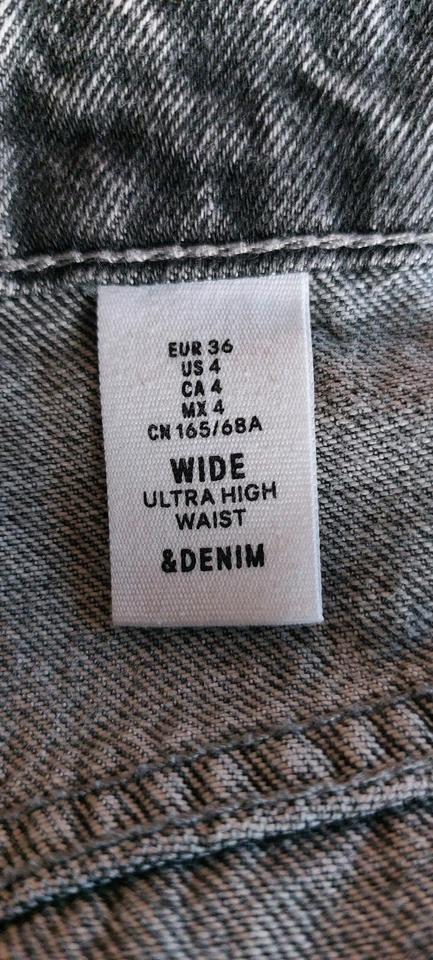 EUR 36
US 4
CA 4
MX 4
CN 165/68A
WIDE
ULTRA HIGH
WAIST
&DENIM